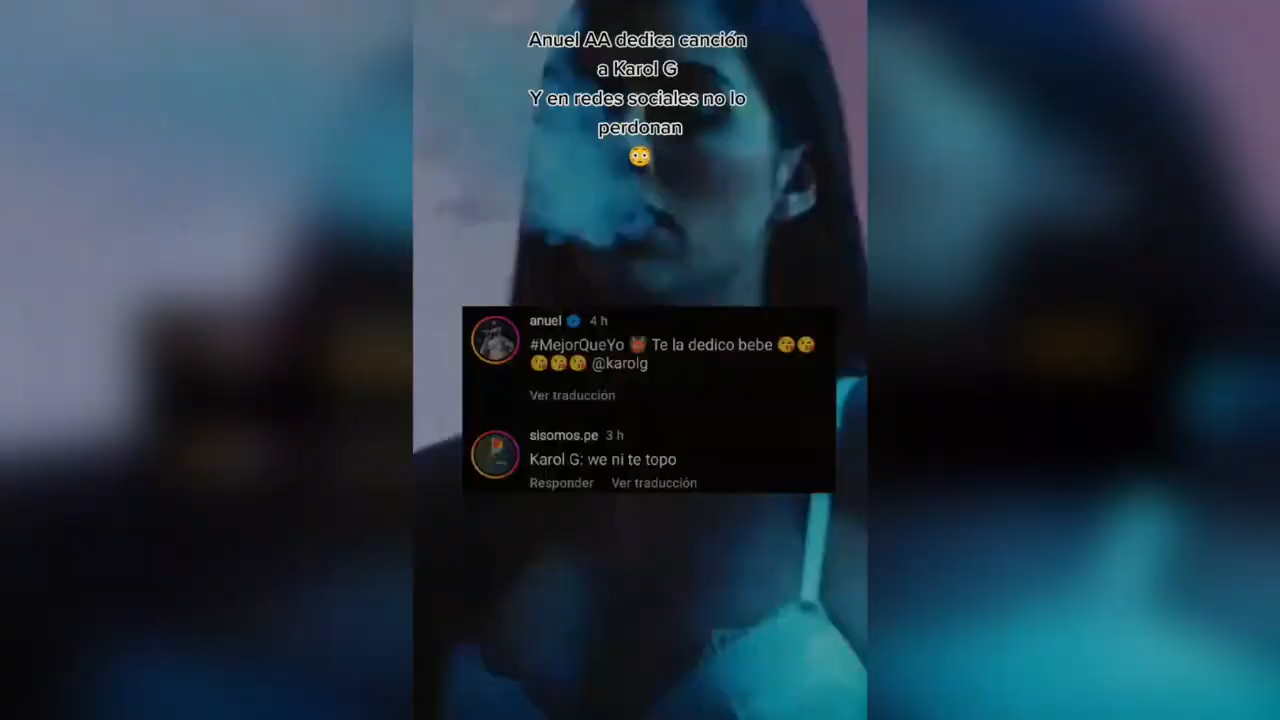 Anuel AA dedica canción
a Karol G
Y en redes sociales no lo
perdonan
😳
anuel 4 h
#MejorQueYo 👹 Te la dedico bebe 😘😘
😘😘😘 @karolg
Ver traducción
sisomos.pe 3 h
Karol G: we ni te topo
Responder Ver traducción